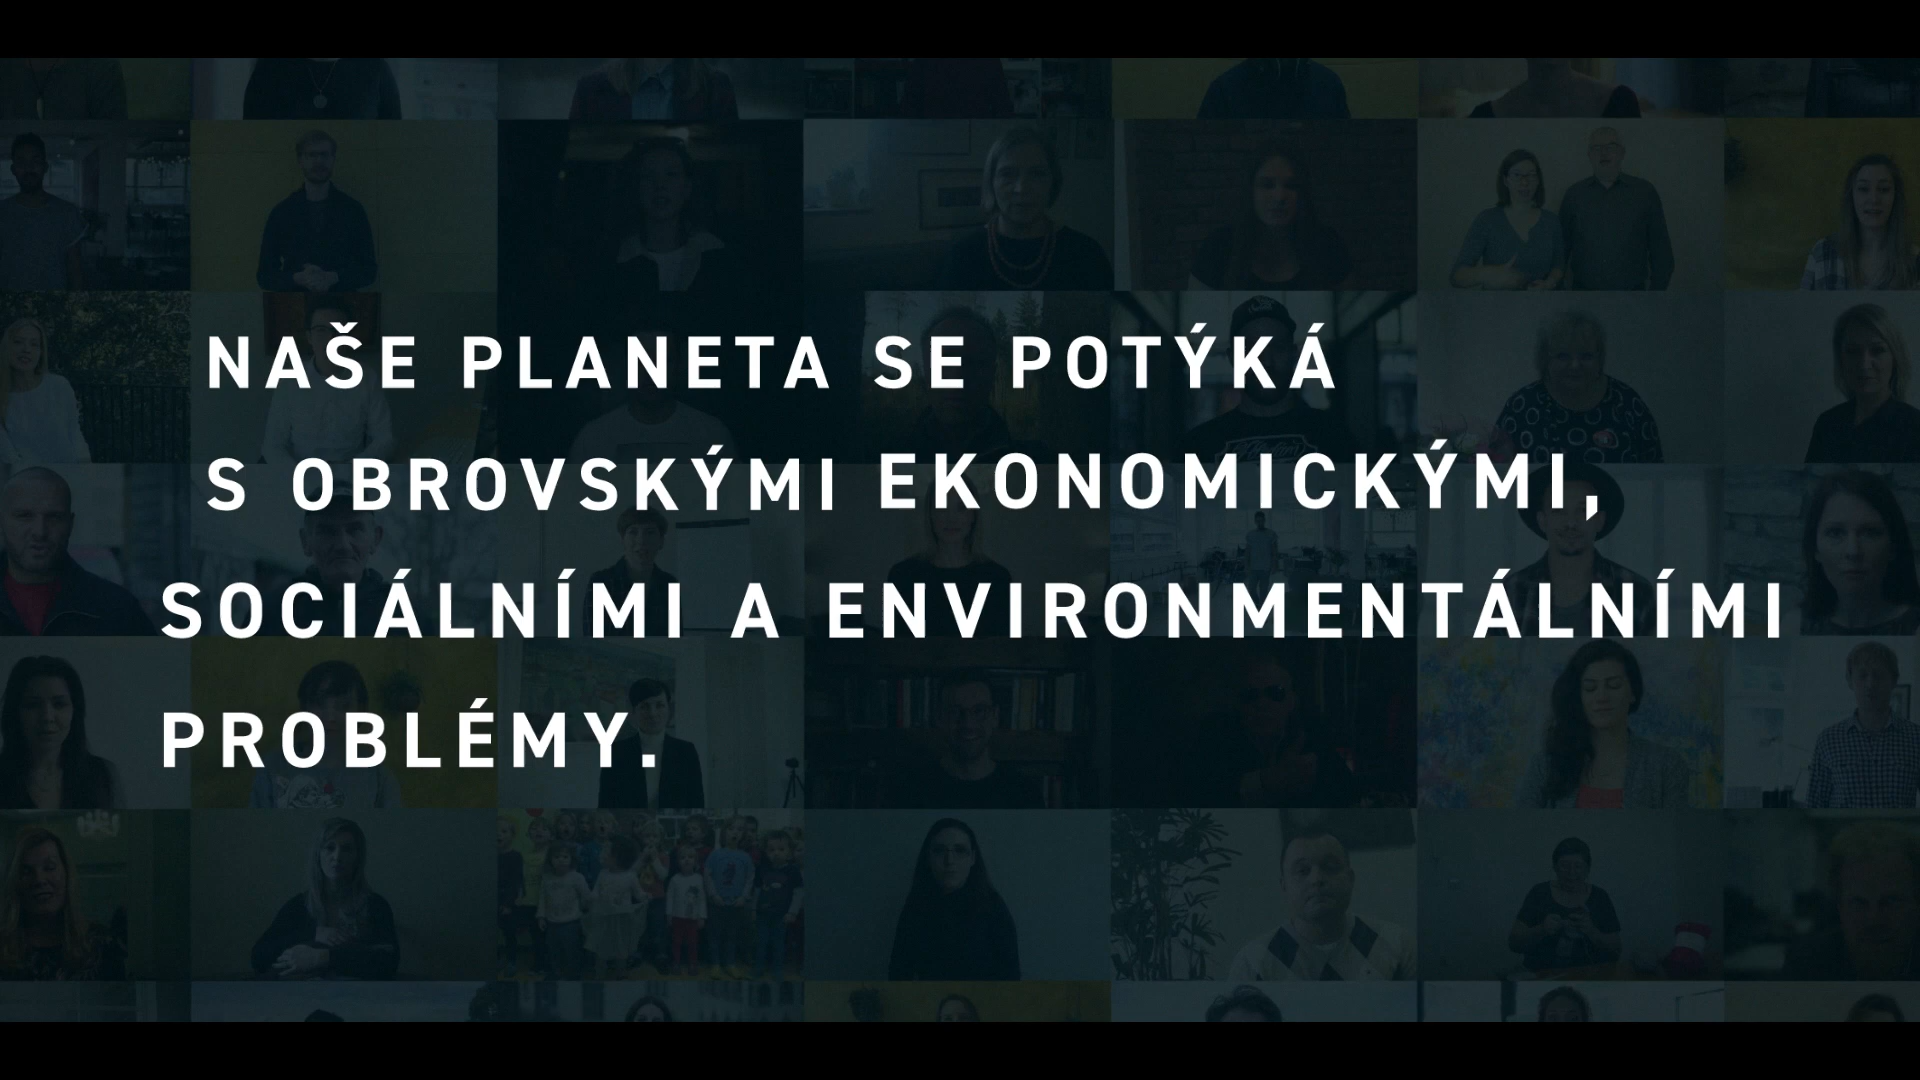 NAŠE PLANETA SE POTÝKÁ
S OBROVSKÝMI EKONOMICKÝMI,
SOCIÁLNÍMI A ENVIRONMENTÁLNÍMI
PROBLÉMY.